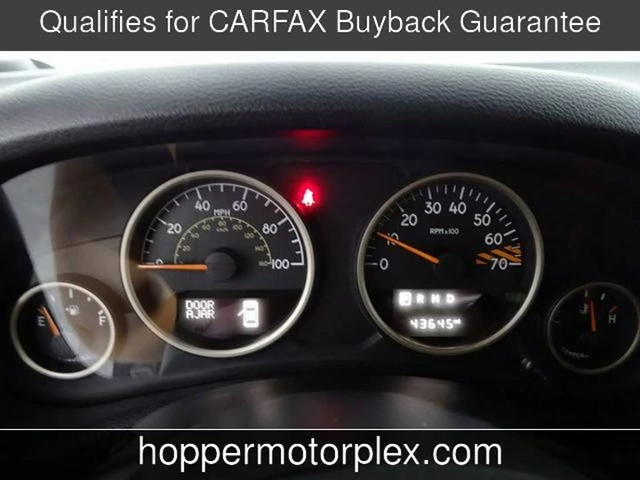 Qualifies for CARFAX Buyback Guarantee
0 20 40 60 80 100
MPH
0 10 20 30 40 50 60 70
RPM x 100
DOOR
AJAR
P R N D
43645
E F
H
hoppermotorplex.com